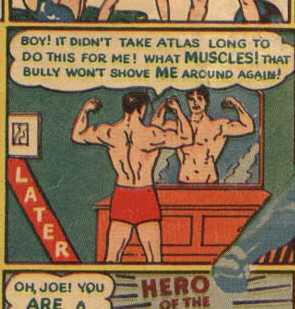 BOY! IT DIDN'T TAKE ATLAS LONG TO
DO THIS FOR ME! WHAT MUSCLES! THAT
BULLY WON'T SHOVE ME AROUND AGAIN!
LATER
OH, JOE! YOU
ARE A
HERO
OF THE